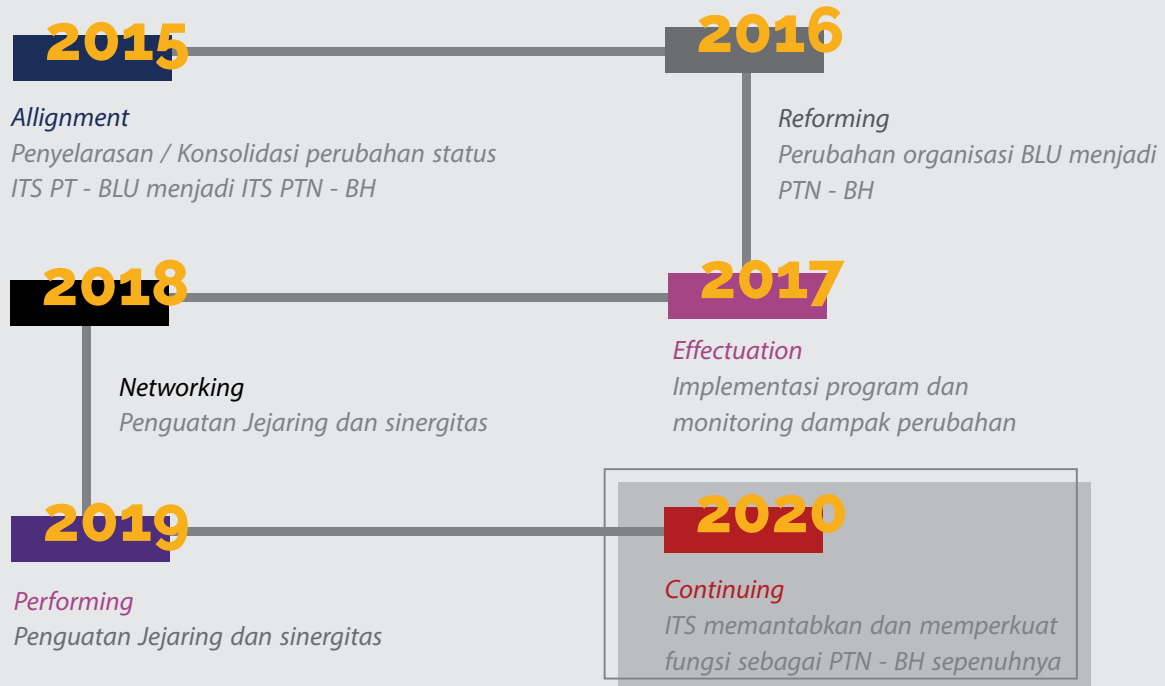 2015
Allignment
Penyelarasan / Konsolidasi perubahan status
ITS PT - BLU menjadi ITS PTN - BH
2016
Reforming
Perubahan organisasi BLU menjadi
PTN - BH
2017
Effectuation
Implementasi program dan
monitoring dampak perubahan
2018
Networking
Penguatan Jejaring dan sinergitas
2019
Performing
Penguatan Jejaring dan sinergitas
2020
Continuing
ITS memantabkan dan memperkuat
fungsi sebagai PTN - BH sepenuhnya